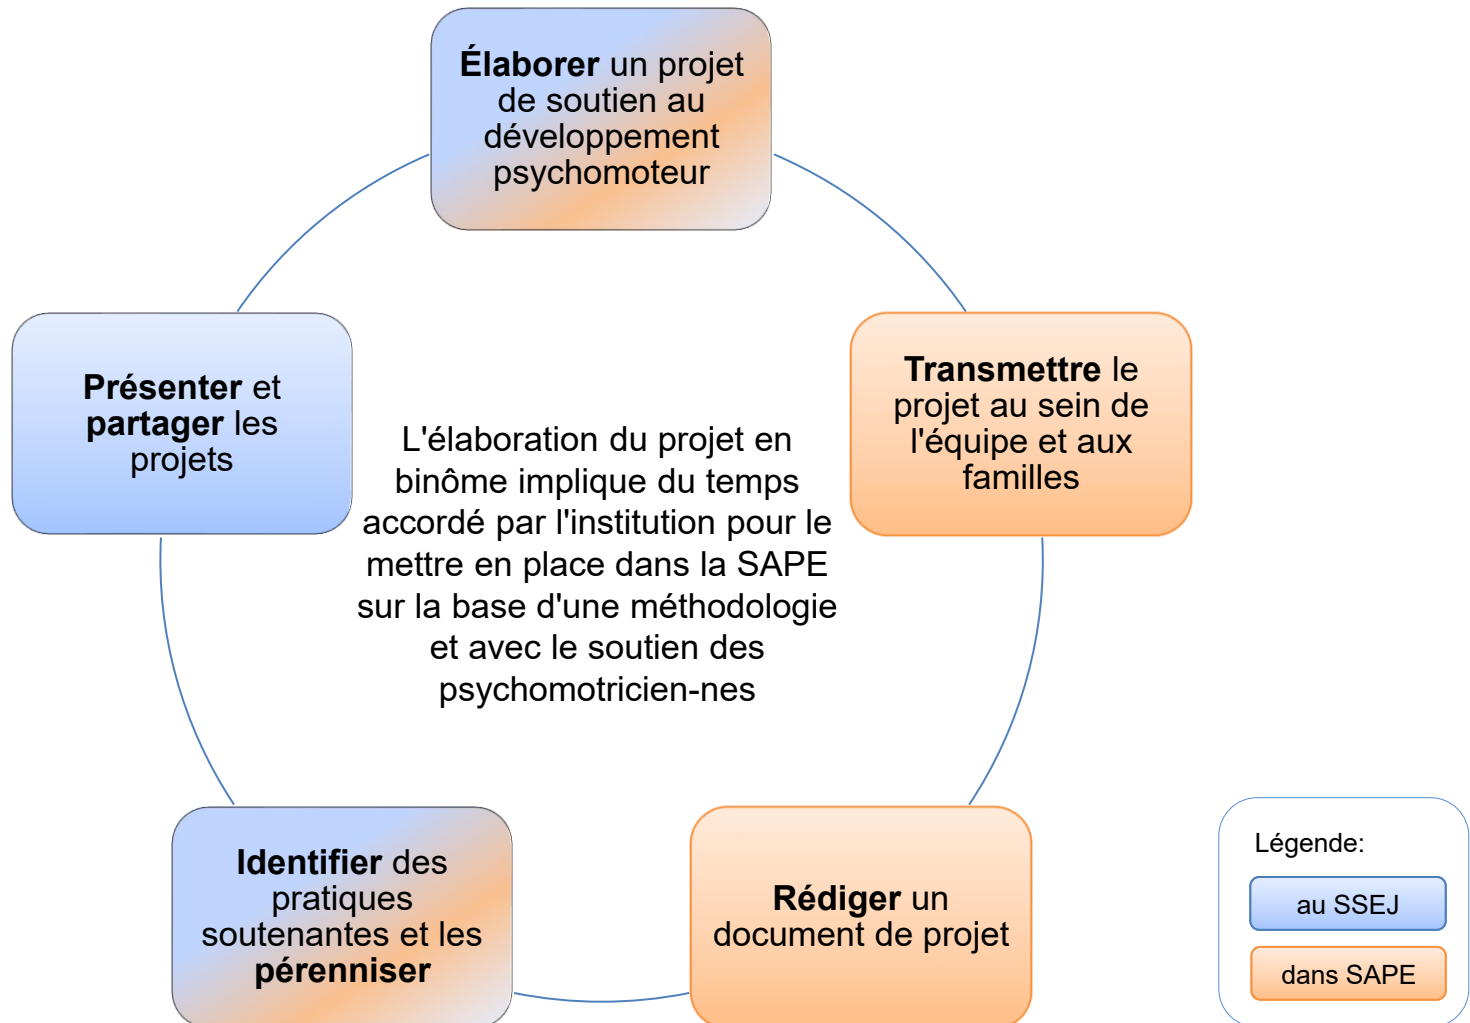 Élaborer un projet
de soutien au
développement
psychomoteur
Présenter et
partager les
projets
Transmettre le
projet au sein de
l'équipe et aux
familles
L'élaboration du projet en
binôme implique du temps
accordé par l'institution pour le
mettre en place dans la SAPE
sur la base d'une méthodologie
et avec le soutien des
psychomotricien-nes
Identifier des
pratiques
soutenantes et les
pérenniser
Rédiger un
document de projet
Légende:
au SSEJ
dans SAPE